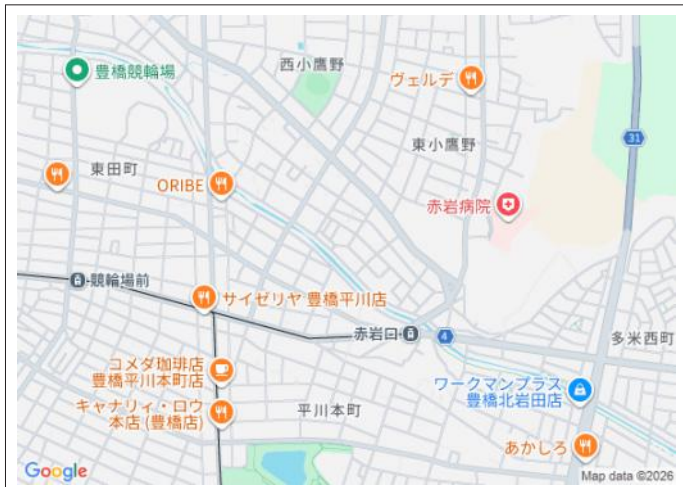 西小鷹野
豊橋競輪場
ヴェルデ
31
東小鷹野
東田町
ORIBE
赤岩病院
競輪場前
サイゼリヤ 豊橋平川店
赤岩口
4
多米西町
コメダ珈琲店
豊橋平川本町店
ワークマンプラス
豊橋北岩田店
キャナリィ・ロウ
本店 (豊橋店)
平川本町
あかしろ
Google
Map data ©2026